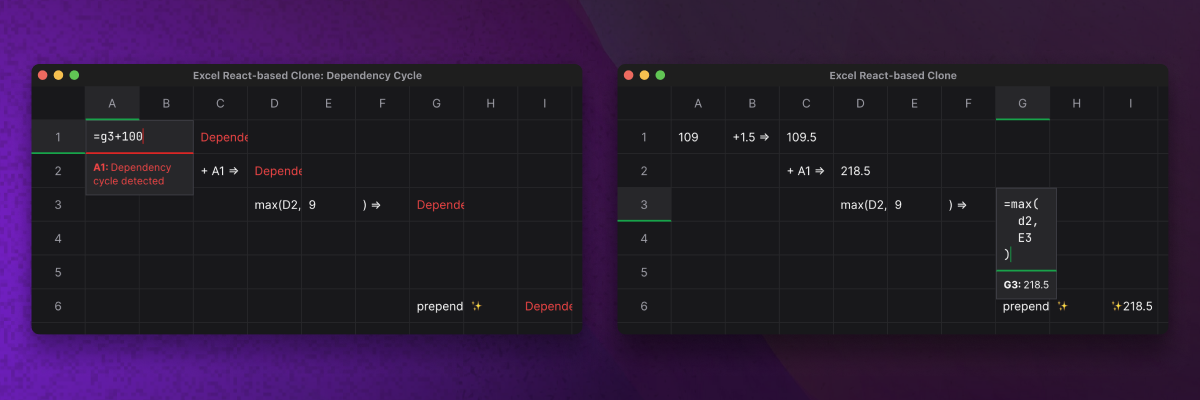 Excel React-based Clone: Dependency Cycle
A B C D E F G H I
1 =g3+100 Depende
A1: Dependency
cycle detected
2 + A1 ⇒ Depende
3 max(D2, 9 ) ⇒ Depende
4
5
6 prepend ✨ Depende
Excel React-based Clone
A B C D E F G H I
1 109 +1.5 ⇒ 109.5
2 + A1 ⇒ 218.5
3 max(D2, 9 ) ⇒ =max(
d2,
4 E3
)
5 G3: 218.5
6 prepend ✨ ✨218.5